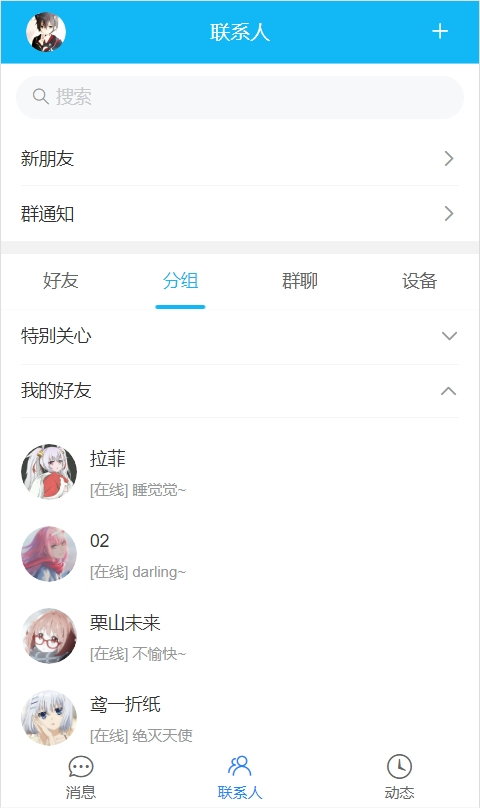 联系人
搜索
新朋友
群通知
好友 分组 群聊 设备
特别关心
我的好友
拉菲
[在线] 睡觉觉~
02
[在线] darling~
栗山未来
[在线] 不愉快~
鸢一折纸
[在线] 绝灭天使
消息 联系人 动态